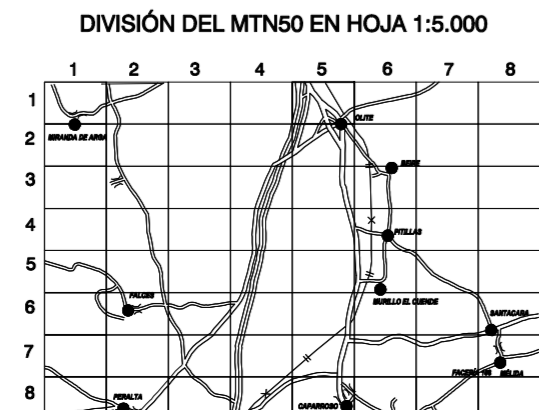 DIVISIÓN DEL MTN50 EN HOJA 1:5.000
1 2 3 4 5 6 7 8
1
OLITE
2
MIRANDA DE ARGA
3
BEIRE
4
PITILLAS
5
FALCES
MURILLO EL CUENDE
6
SANTACARA
7
FACERÍA 106 MÉLIDA
8
PERALTA
CAPARROSO